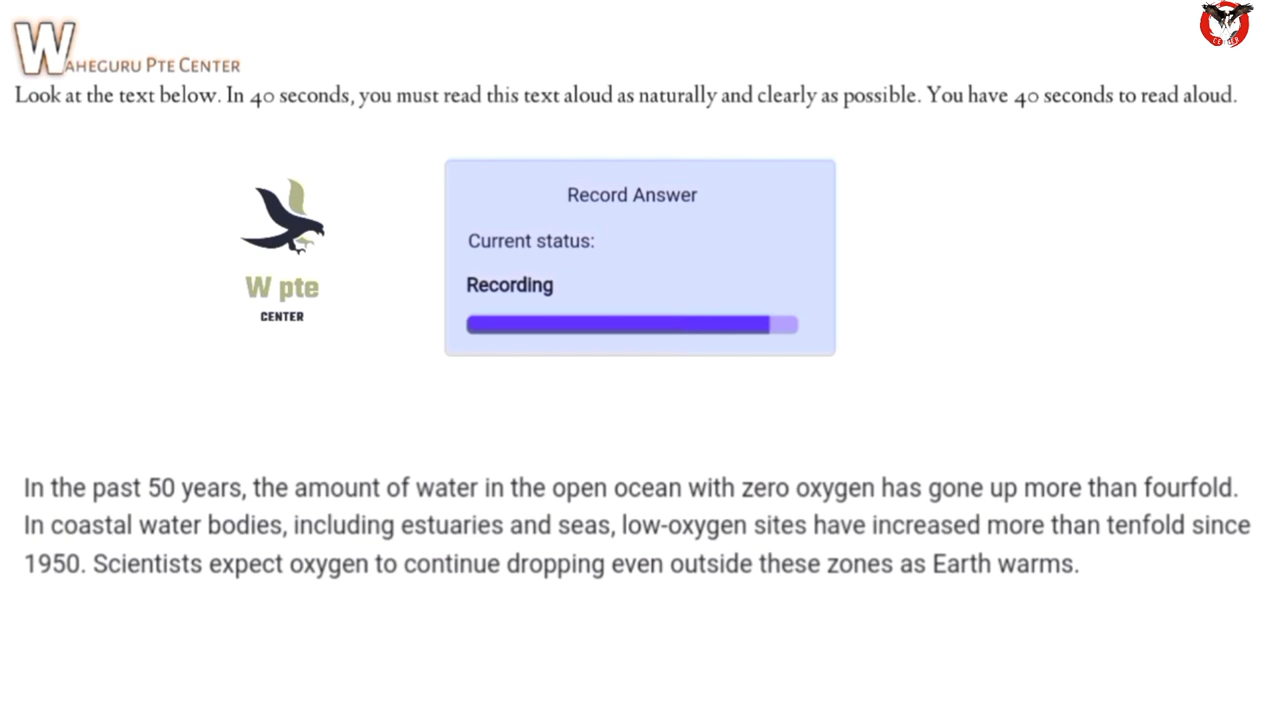 WAHEGURU PTE CENTER
Look at the text below. In 40 seconds, you must read this text aloud as naturally and clearly as possible. You have 40 seconds to read aloud.
Record Answer
Current status:
Recording
W pte
CENTER
In the past 50 years, the amount of water in the open ocean with zero oxygen has gone up more than fourfold.
In coastal water bodies, including estuaries and seas, low-oxygen sites have increased more than tenfold since
1950. Scientists expect oxygen to continue dropping even outside these zones as Earth warms.